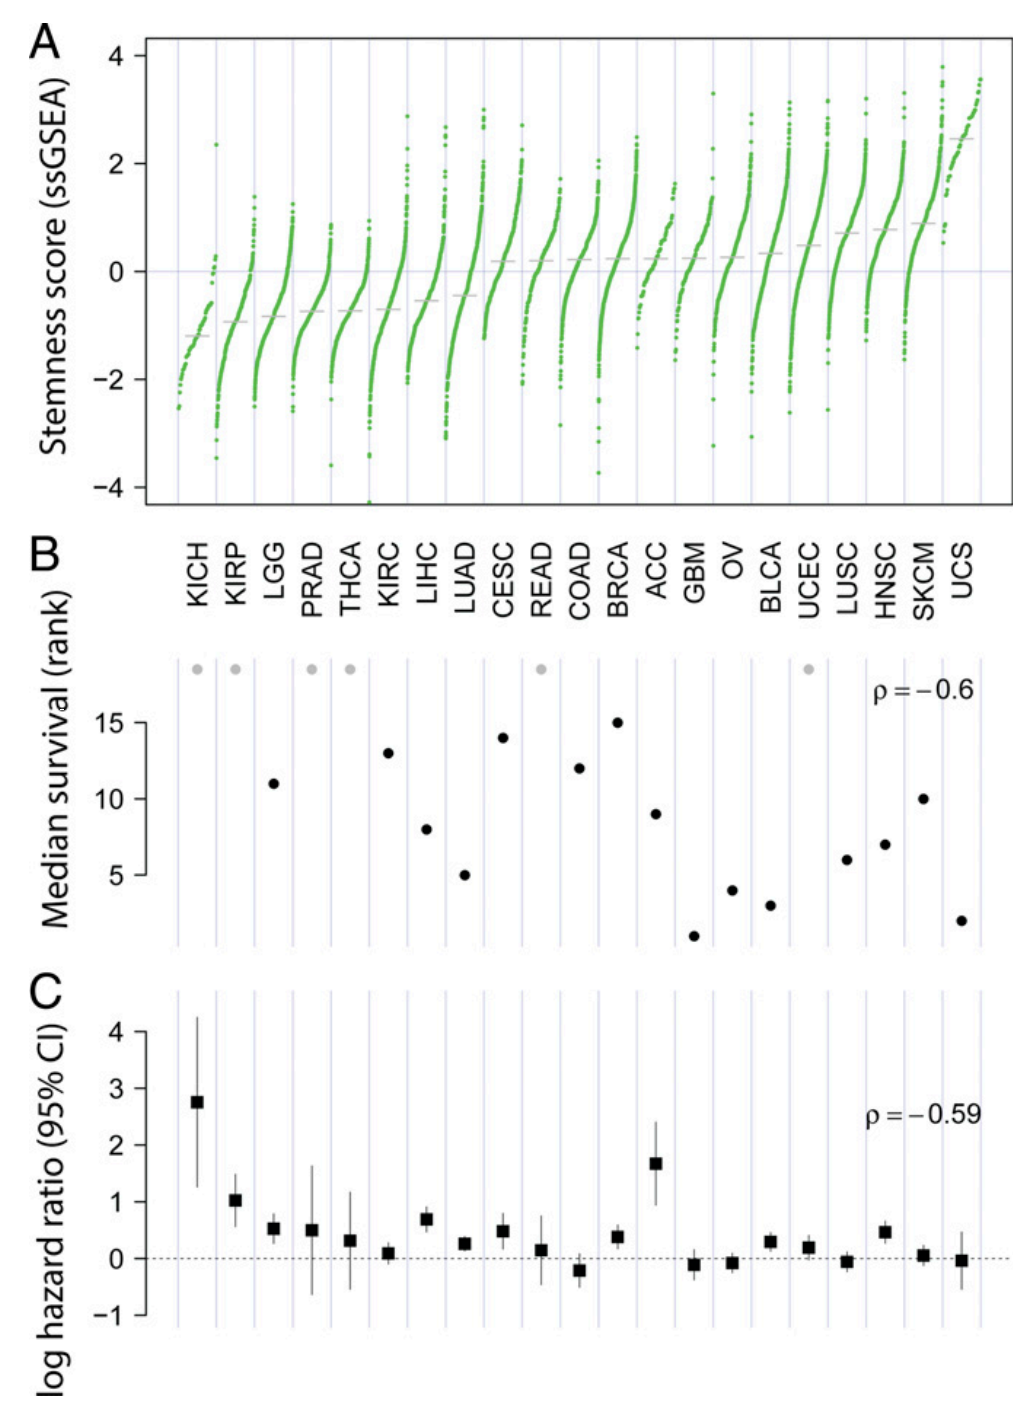 A
Stemness score (ssGSEA)
4
2
0
−2
−4
KICH
KIRP
LGG
PRAD
THCA
KIRC
LIHC
LUAD
CESC
READ
COAD
BRCA
ACC
GBM
OV
BLCA
UCEC
LUSC
HNSC
SKCM
UCS
B
Median survival (rank)
15
10
5
ρ = −0.6
C
log hazard ratio (95% CI)
4
3
2
1
0
−1
ρ = −0.59